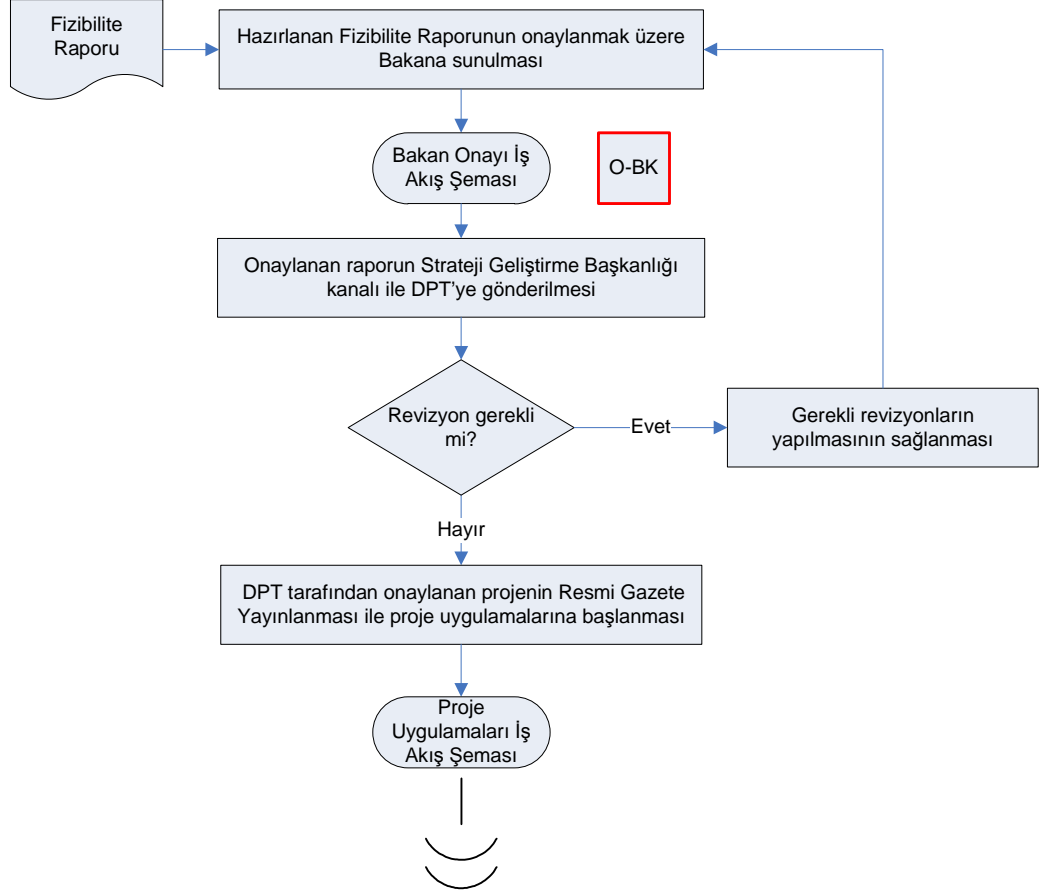 Fizibilite
Raporu
Hazırlanan Fizibilite Raporunun onaylanmak üzere
Bakana sunulması
Bakan Onayı İş
Akış Şeması
O-BK
Onaylanan raporun Strateji Geliştirme Başkanlığı
kanalı ile DPT’ye gönderilmesi
Revizyon gerekli
mi?
Evet
Gerekli revizyonların
yapılmasının sağlanması
Hayır
DPT tarafından onaylanan projenin Resmi Gazete
Yayınlanması ile proje uygulamalarına başlanması
Proje
Uygulamaları İş
Akış Şeması